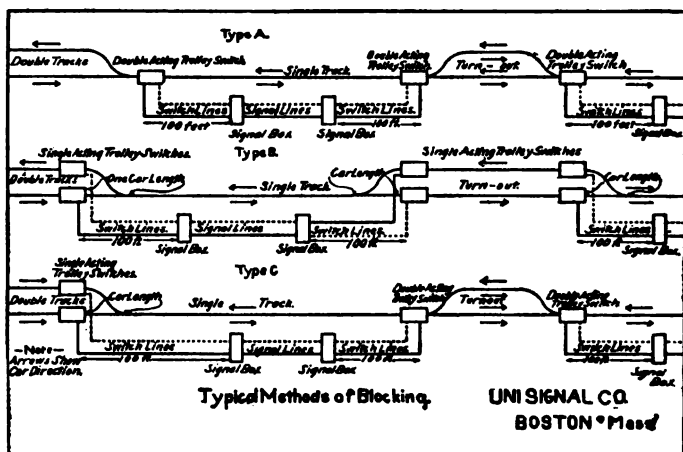 Type A.
Double Tracks
Double Acting Trolley Switch
Single Track
Double Acting
Trolley Switch
Turn-out
Double Acting
Trolley Switch
Switch Lines
100 feet
Signal Box
Signal Lines
Signal Box
Switch Lines
100 ft.
Switch Lines
100 feet
Signal Box
Single Acting Trolley Switches
Type B
Single Acting Trolley Switches
Double Tracks
One Car Length
Single Track
Car Length
Turn-out
Car Length
Switch Lines
100 ft
Signal Box
Signal Lines
Signal Box
Switch Lines
100 ft
Switch Lines
100 ft
Signal Box
Single Acting
Trolley Switches
Type C
Double Tracks
Car Length
Single Track.
Double Acting
Trolley Switch
Turnout
Double Acting
Trolley Switch
-Note-
Arrows Show
Car Direction.
Switch Lines
100 ft
Signal Box
Signal Lines
Signal Box
Switch Lines
100 ft.
Switch Lines
100 ft
Signal Box
Typical Methods of Blocking.
UNI SIGNAL CO.
BOSTON Mass